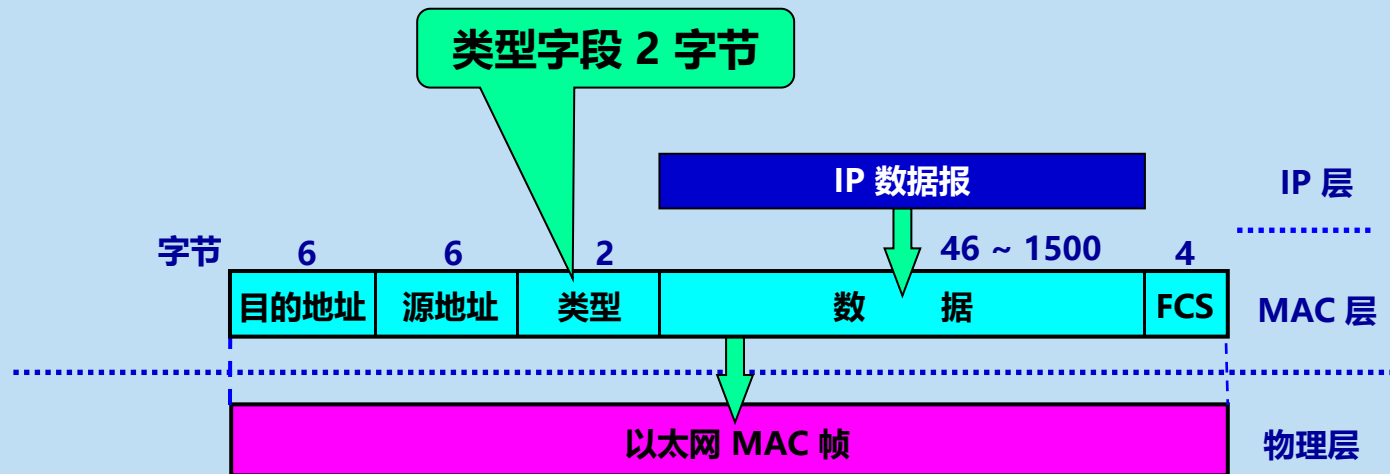 类型字段 2 字节
IP 数据报
IP 层
字节 6 6 2 46 ~ 1500 4
目的地址 源地址 类型 数 据 FCS MAC 层
以太网 MAC 帧 物理层